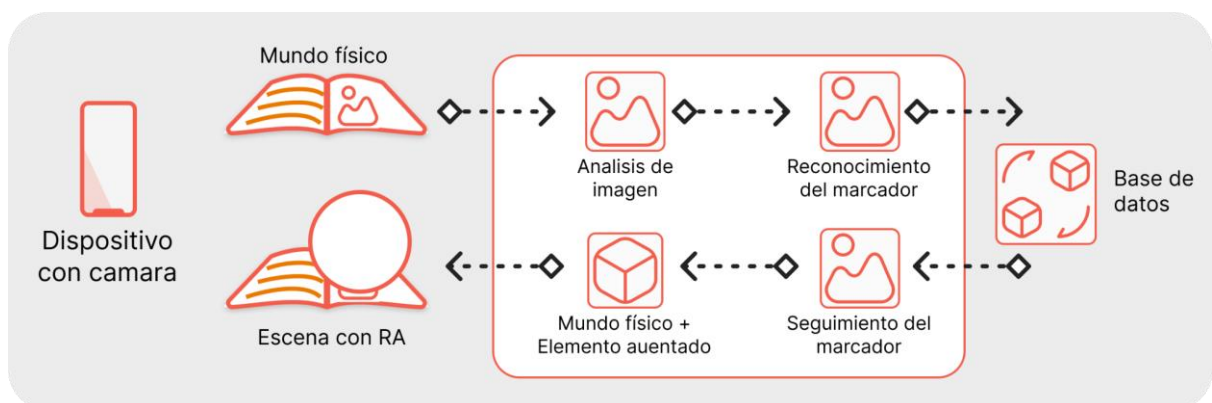 Mundo físico
Dispositivo
con camara
Analisis de
imagen
Reconocimiento
del marcador
Base de
datos
Escena con RA
Mundo físico +
Elemento auentado
Seguimiento del
marcador